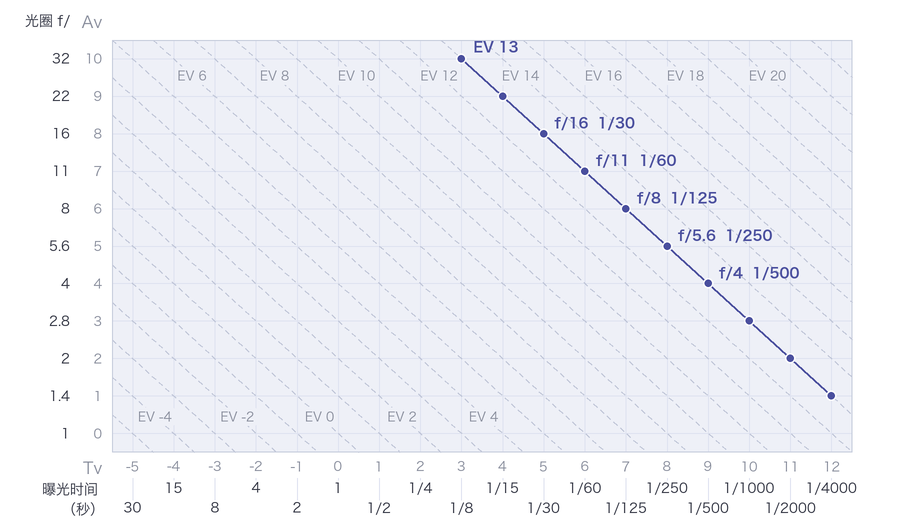 光圈 f/ Av
EV 13
32 10
EV 6 EV 8 EV 10 EV 12 EV 14 EV 16 EV 18 EV 20
22 9
f/16 1/30
16 8
f/11 1/60
11 7
f/8 1/125
8 6
f/5.6 1/250
5.6 5
f/4 1/500
4 4
2.8 3
2 2
1.4 1
EV -4 EV -2 EV 0 EV 2 EV 4
1 0
Tv -5 -4 -3 -2 -1 0 1 2 3 4 5 6 7 8 9 10 11 12
曝光时间 15 4 1 1/4 1/15 1/60 1/250 1/1000 1/4000
(秒) 30 8 2 1/2 1/8 1/30 1/125 1/500 1/2000